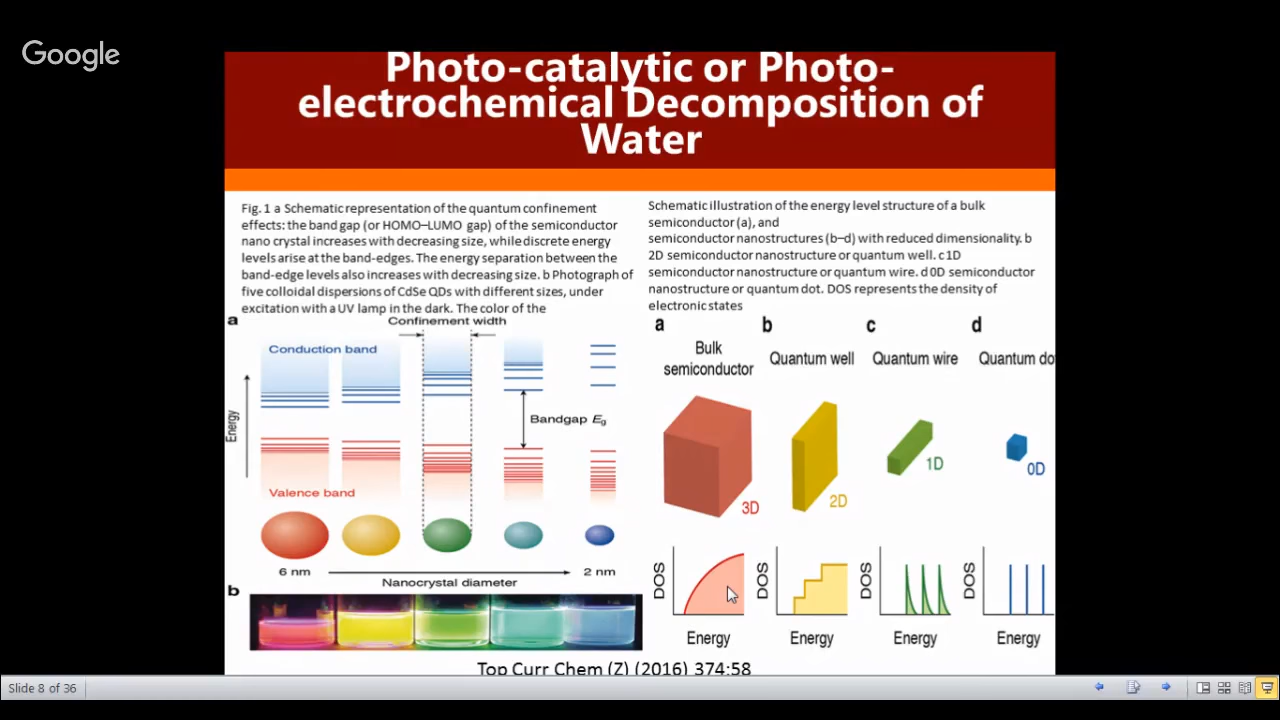 Google
Photo-catalytic or Photo-
electrochemical Decomposition of
Water
Fig. 1 a Schematic representation of the quantum confinement
effects: the band gap (or HOMO–LUMO gap) of the semiconductor
nano crystal increases with decreasing size, while discrete energy
levels arise at the band-edges. The energy separation between the
band-edge levels also increases with decreasing size. b Photograph of
five colloidal dispersions of CdSe QDs with different sizes, under
excitation with a UV lamp in the dark. The color of the
Schematic illustration of the energy level structure of a bulk
semiconductor (a), and
semiconductor nanostructures (b–d) with reduced dimensionality. b
2D semiconductor nanostructure or quantum well. c 1D
semiconductor nanostructure or quantum wire. d 0D semiconductor
nanostructure or quantum dot. DOS represents the density of
electronic states
a
Confinement width
Conduction band
Energy
Bandgap Eg
Valence band
6 nm
2 nm
Nanocrystal diameter
b
a
b
c
d
Bulk
semiconductor
Quantum well
Quantum wire
Quantum do
3D
2D
1D
0D
DOS
DOS
DOS
DOS
Energy
Energy
Energy
Energy
Top Curr Chem (Z) (2016) 374:58
Slide 8 of 36